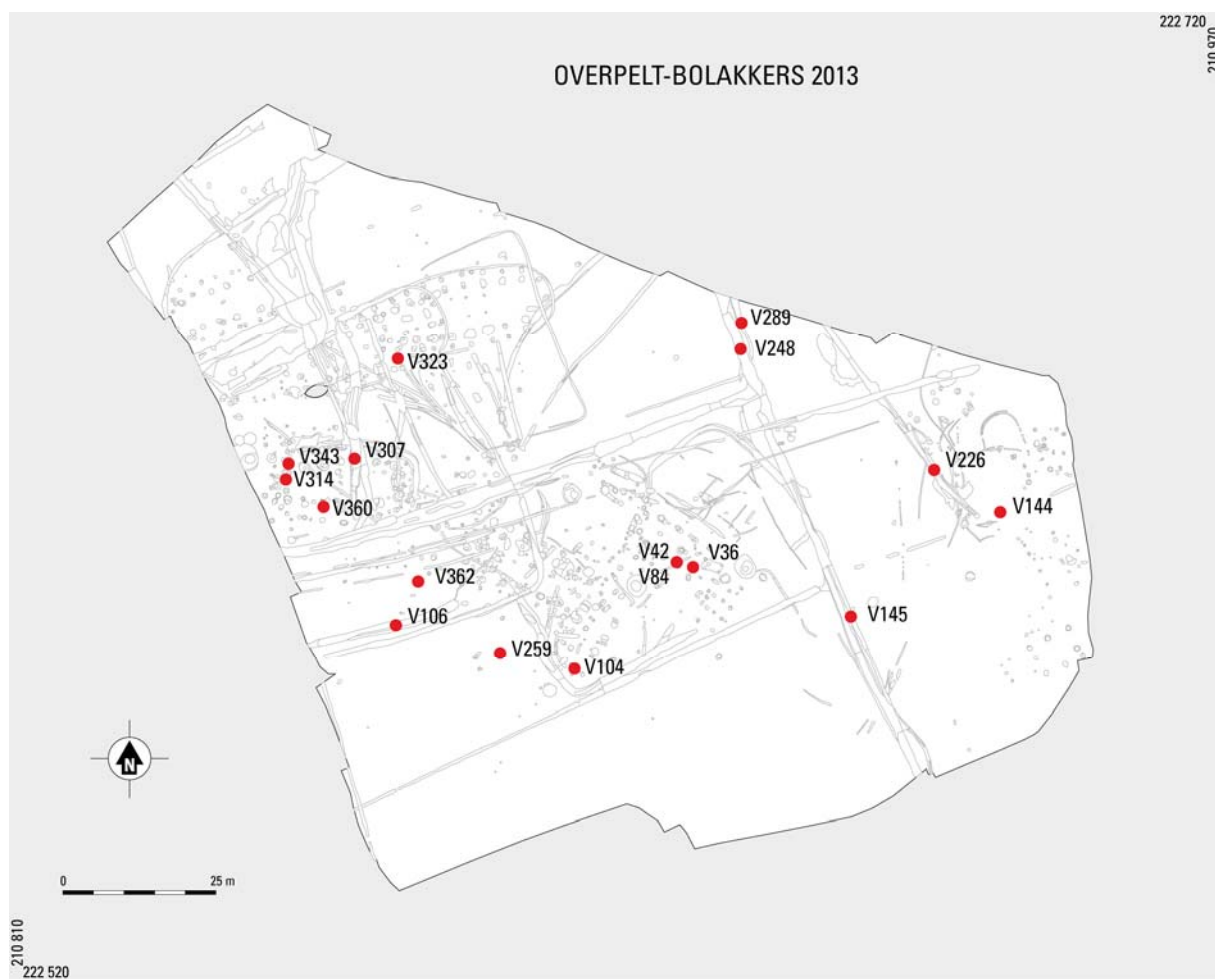 222 720
210 970
OVERPELT-BOLAKKERS 2013
V289
V248
V323
V307
V343
V314
V360
V226
V144
V42
V84
V36
V362
V106
V145
V259
V104
N
0 25 m
210 810
222 520